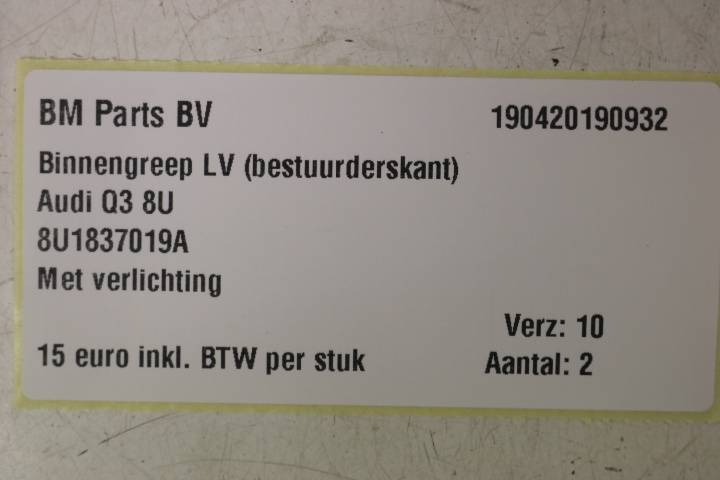 BM Parts BV 190420190932
Binnengreep LV (bestuurderskant)
Audi Q3 8U
8U1837019A
Met verlichting
Verz: 10
15 euro inkl. BTW per stuk Aantal: 2